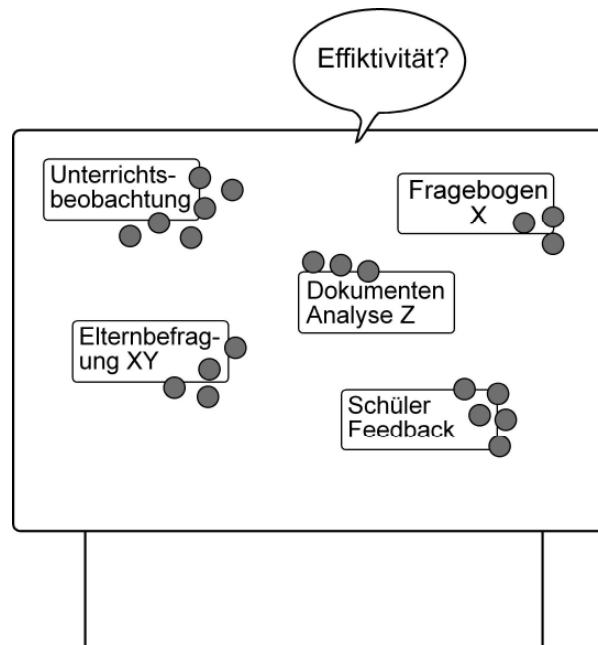 Effiktivität?
Unterrichts-
beobachtung
Fragebogen
X
Dokumenten
Analyse Z
Elternbefrag-
ung XY
Schüler
Feedback